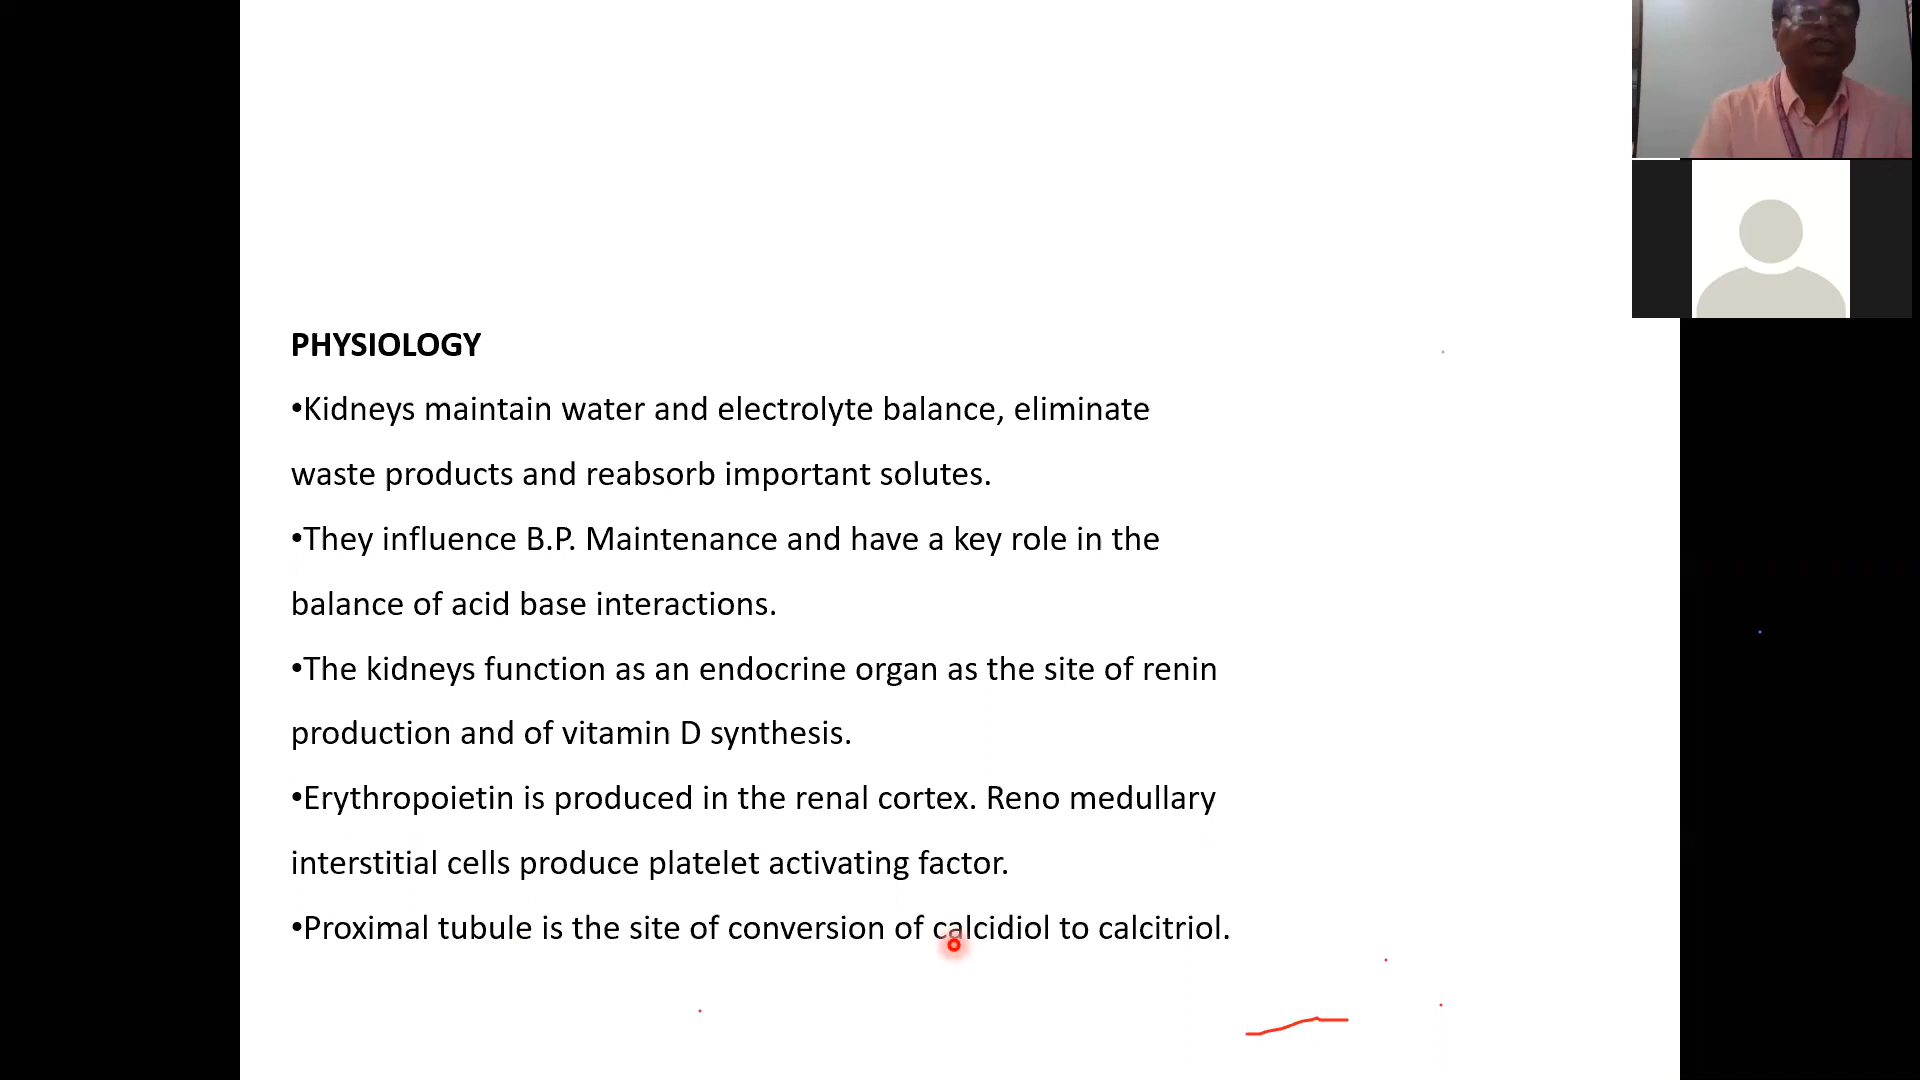 PHYSIOLOGY
•Kidneys maintain water and electrolyte balance, eliminate
waste products and reabsorb important solutes.
•They influence B.P. Maintenance and have a key role in the
balance of acid base interactions.
•The kidneys function as an endocrine organ as the site of renin
production and of vitamin D synthesis.
•Erythropoietin is produced in the renal cortex. Reno medullary
interstitial cells produce platelet activating factor.
•Proximal tubule is the site of conversion of calcidiol to calcitriol.